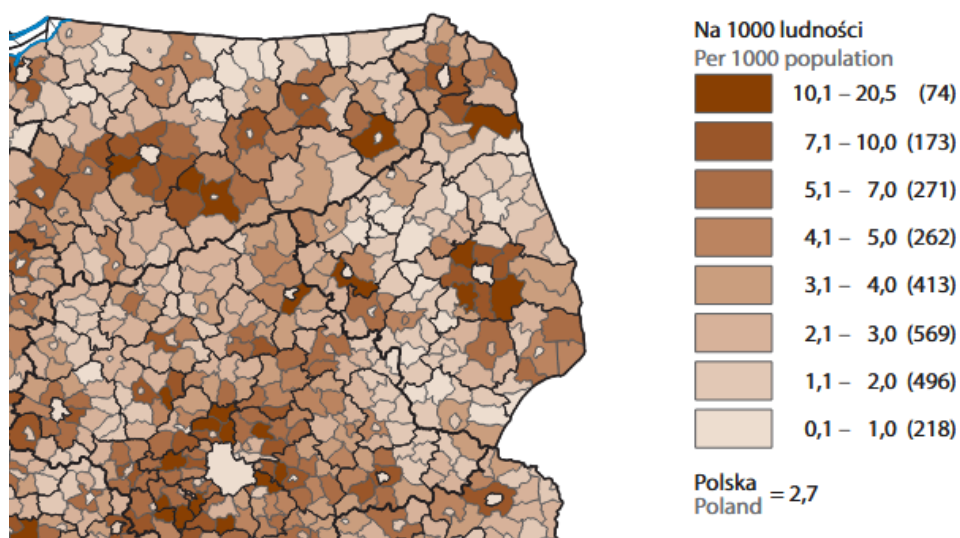 Na 1000 ludności
Per 1000 population
10,1 – 20,5 (74)
7,1 – 10,0 (173)
5,1 – 7,0 (271)
4,1 – 5,0 (262)
3,1 – 4,0 (413)
2,1 – 3,0 (569)
1,1 – 2,0 (496)
0,1 – 1,0 (218)
Polska
Poland = 2,7